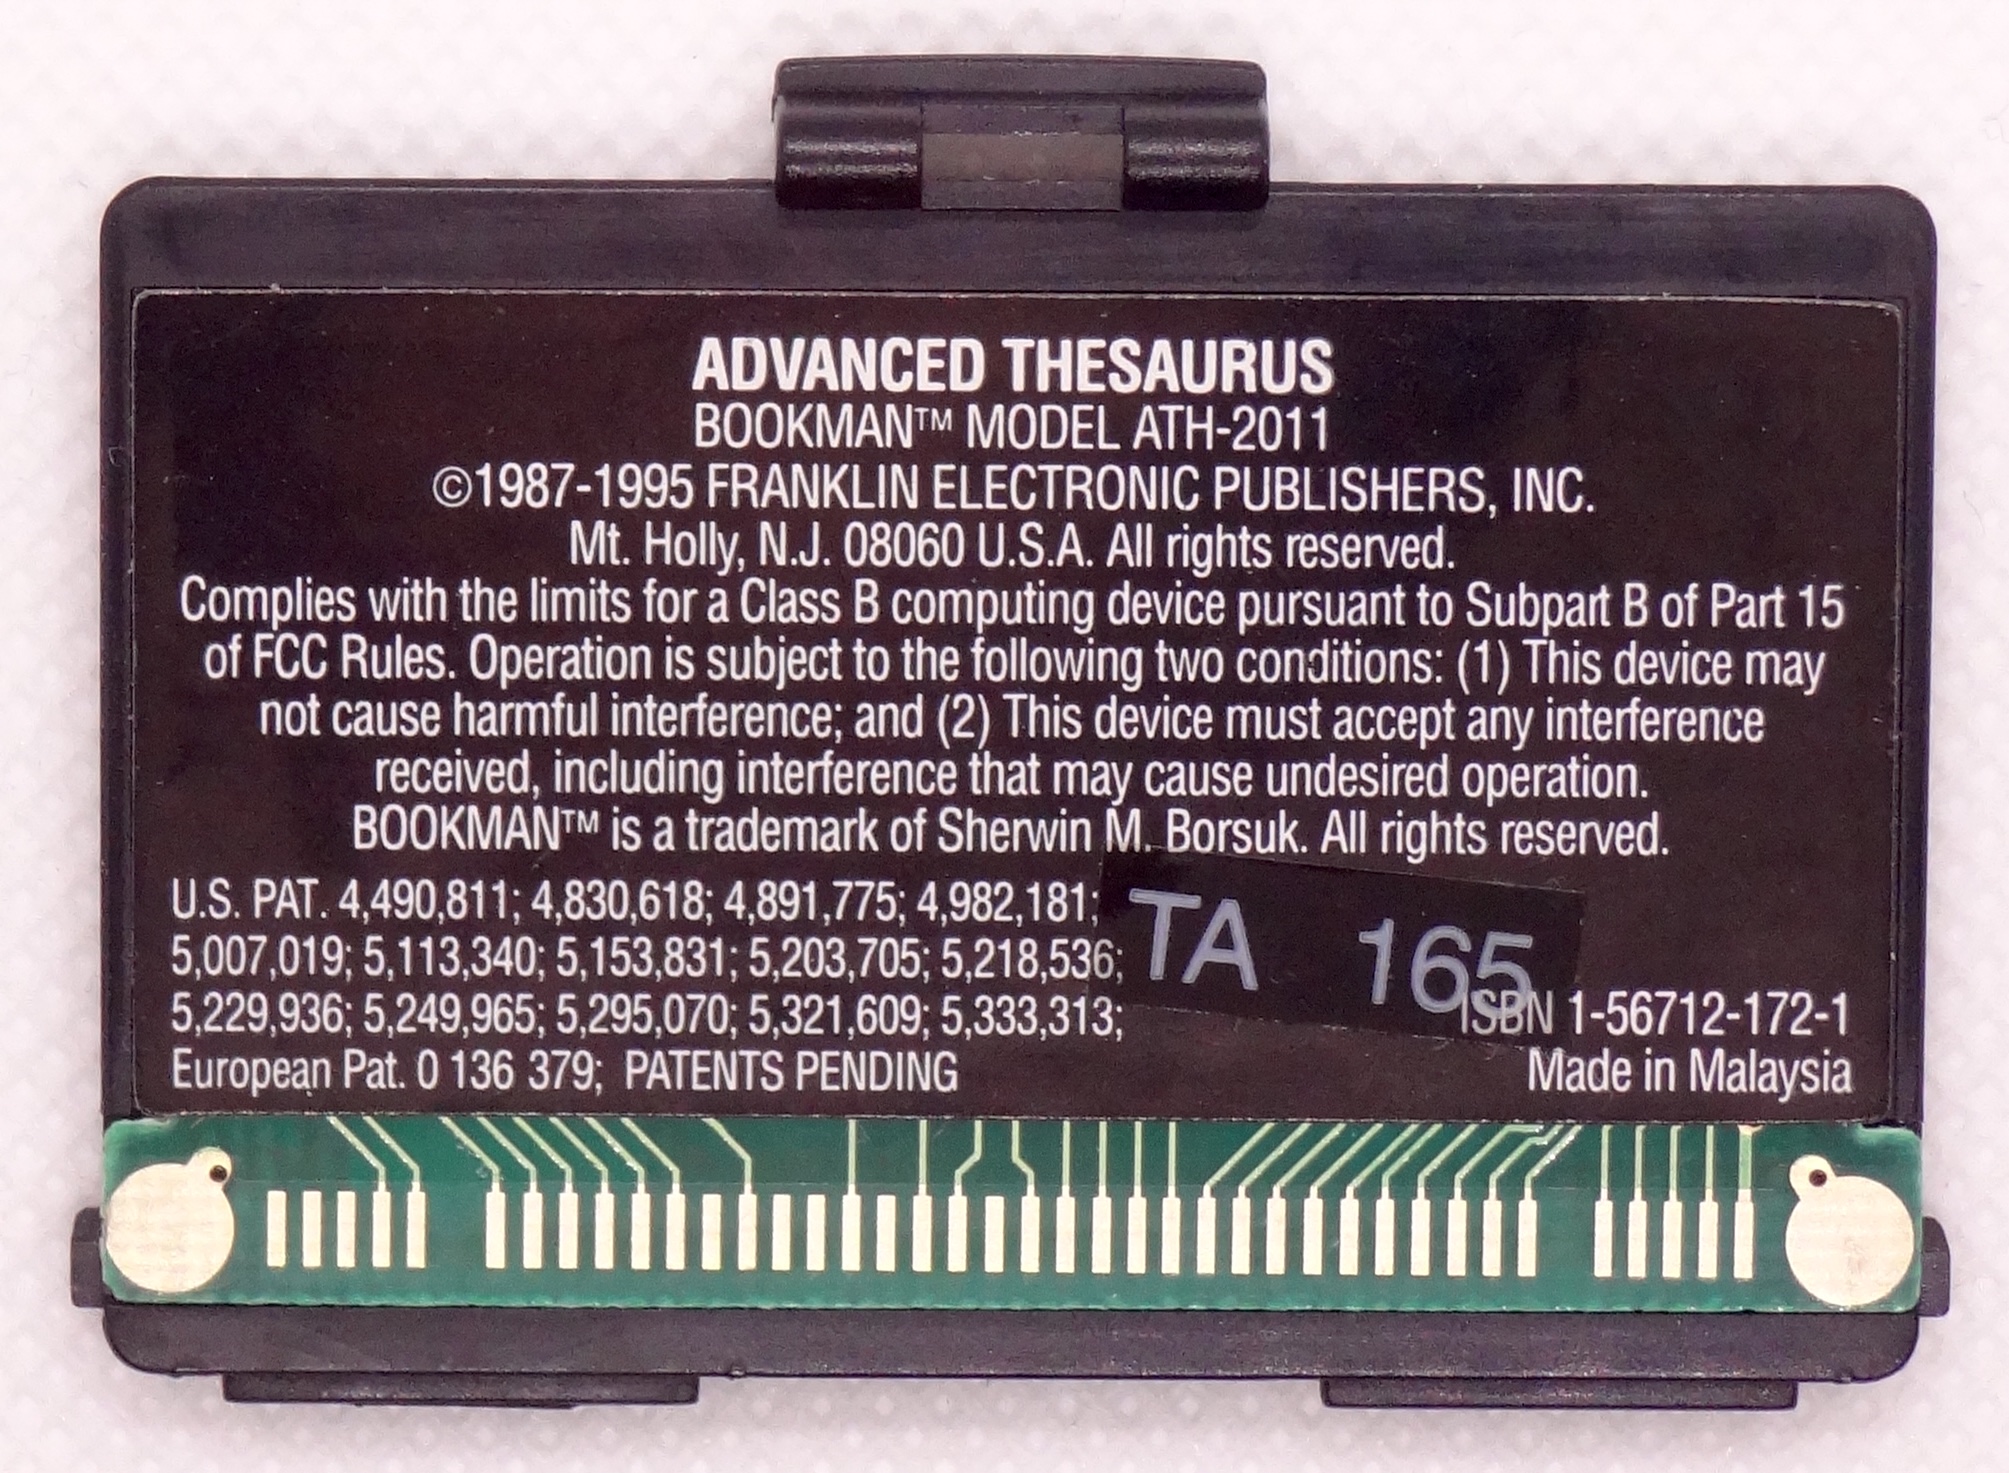 ADVANCED THESAURUS
BOOKMAN™ MODEL ATH-2011
©1987-1995 FRANKLIN ELECTRONIC PUBLISHERS, INC.
Mt. Holly, N.J. 08060 U.S.A. All rights reserved.
Complies with the limits for a Class B computing device pursuant to Subpart B of Part 15
of FCC Rules. Operation is subject to the following two conditions: (1) This device may
not cause harmful interference; and (2) This device must accept any interference
received, including interference that may cause undesired operation.
BOOKMAN™ is a trademark of Sherwin M. Borsuk. All rights reserved.
U.S. PAT. 4,490,811; 4,830,618; 4,891,775; 4,982,181;
5,007,019; 5,113,340; 5,153,831; 5,203,705; 5,218,536;
5,229,936; 5,249,965; 5,295,070; 5,321,609; 5,333,313;
European Pat. 0 136 379; PATENTS PENDING
TA 165
ISBN 1-56712-172-1
Made in Malaysia